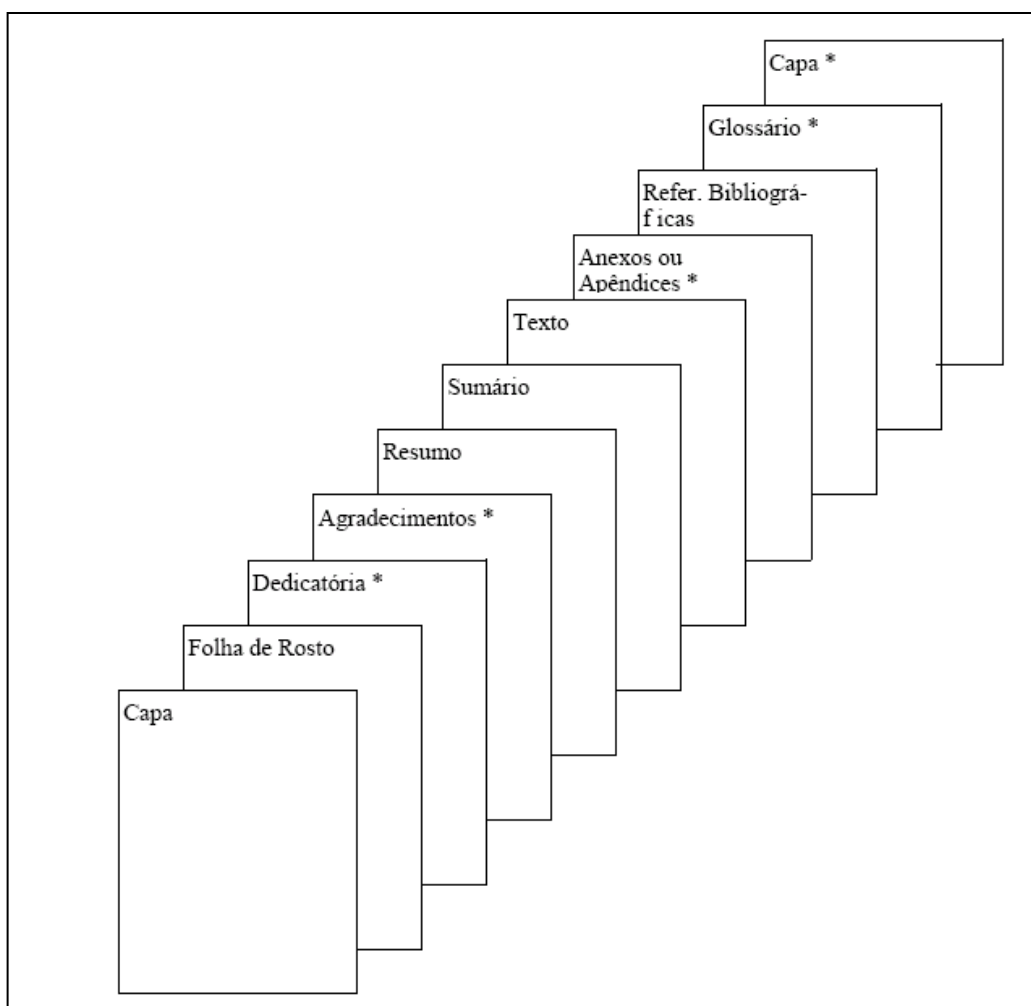 Capa *
Glossário *
Refer. Bibliográ-
f icas
Anexos ou
Apêndices *
Texto
Sumário
Resumo
Agradecimentos *
Dedicatória *
Folha de Rosto
Capa